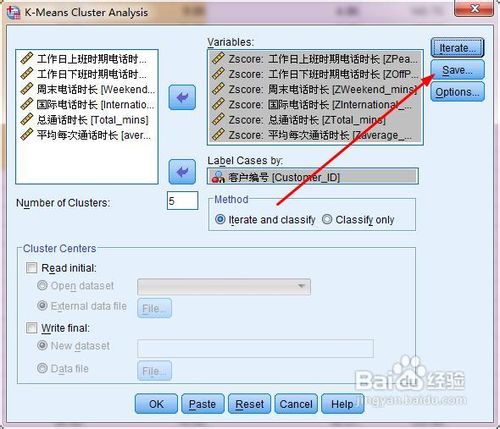 K-Means Cluster Analysis
Variables:
工作日上班时期电话时...
工作日下班时期电话时...
周末电话时长 [Weekend...
国际电话时长 [Internatio...
总通话时长 [Total_mins]
平均每次通话时长 [aver...
Zscore: 工作日上班时期电话时长 [ZPea...
Zscore: 工作日下班时期电话时长 [ZOffP...
Zscore: 周末电话时长 [ZWeekend_mins]
Zscore: 国际电话时长 [ZInternational_...
Zscore: 总通话时长 [ZTotal_mins]
Zscore: 平均每次通话时长 [Zaverage_...
Iterate...
Save...
Options...
Label Cases by:
客户编号 [Customer_ID]
Number of Clusters: 5
Method
Iterate and classify Classify only
Cluster Centers
Read initial:
Open dataset
External data file File...
Write final:
New dataset
Data file File...
OK Paste Reset Cancel Help
Bai 百度 经验
jingyan.baidu.com